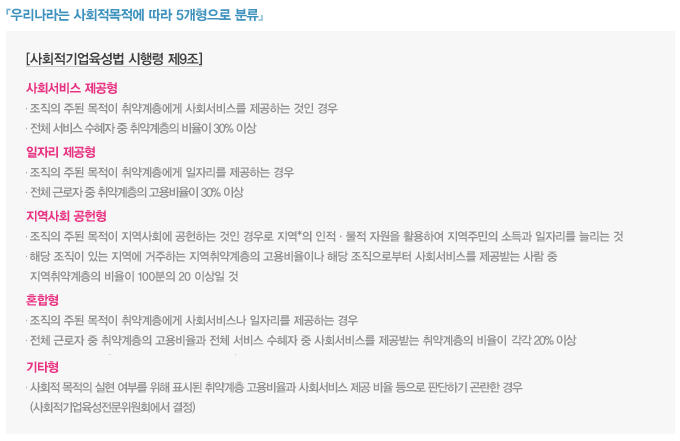 『우리나라는 사회적목적에 따라 5개형으로 분류』
[사회적기업육성법 시행령 제9조]
사회서비스 제공형
· 조직의 주된 목적이 취약계층에게 사회서비스를 제공하는 것인 경우
· 전체 서비스 수혜자 중 취약계층의 비율이 30% 이상
일자리 제공형
· 조직의 주된 목적이 취약계층에게 일자리를 제공하는 경우
· 전체 근로자 중 취약계층의 고용비율이 30% 이상
지역사회 공헌형
· 조직의 주된 목적이 지역사회에 공헌하는 것인 경우로 지역*의 인적 · 물적 자원을 활용하여 지역주민의 소득과 일자리를 늘리는 것
· 해당 조직이 있는 지역에 거주하는 지역취약계층의 고용비율이나 해당 조직으로부터 사회서비스를 제공받는 사람 중
지역취약계층의 비율이 100분의 20 이상일 것
혼합형
· 조직의 주된 목적이 취약계층에게 사회서비스나 일자리를 제공하는 경우
· 전체 근로자 중 취약계층의 고용비율과 전체 서비스 수혜자 중 사회서비스를 제공받는 취약계층의 비율이 각각 20% 이상
기타형
· 사회적 목적의 실현 여부를 위해 표시된 취약계층 고용비율과 사회서비스 제공 비율 등으로 판단하기 곤란한 경우
(사회적기업육성전문위원회에서 결정)